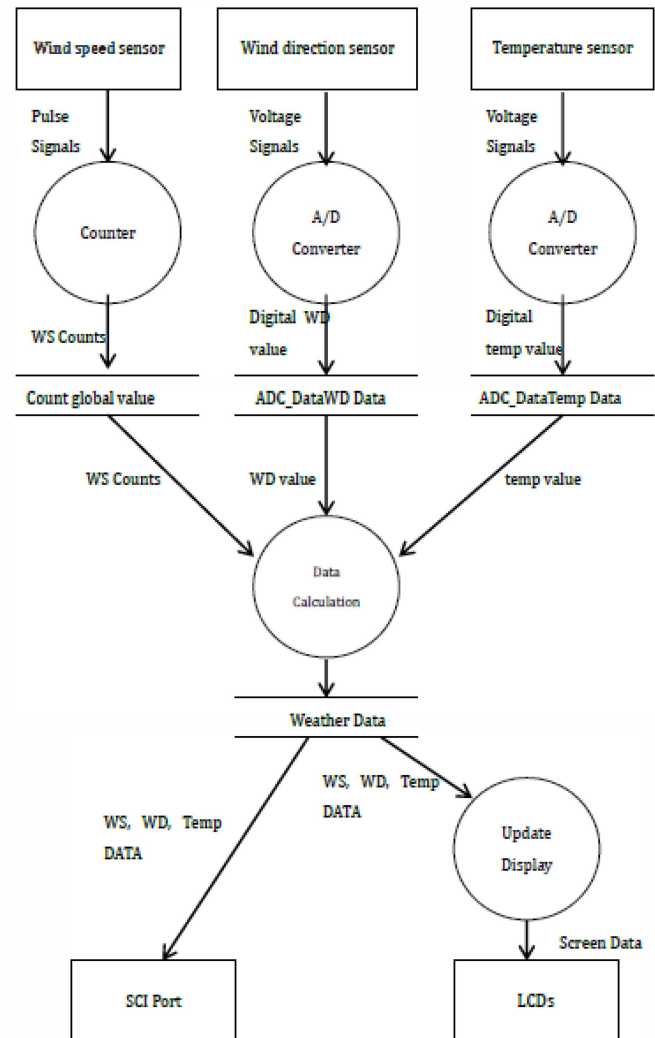 Wind speed sensor
Wind direction sensor
Temperature sensor
Pulse
Signals
Voltage
Signals
Voltage
Signals
Counter
A/D
Converter
A/D
Converter
WS Counts
Digital WD
value
Digital
temp value
Count global value
ADC_DataWD Data
ADC_DataTemp Data
WS Counts
WD value
temp value
Data
Calculation
Weather Data
WS, WD, Temp
DATA
WS, WD, Temp
DATA
Update
Display
Screen Data
SCI Port
LCDs